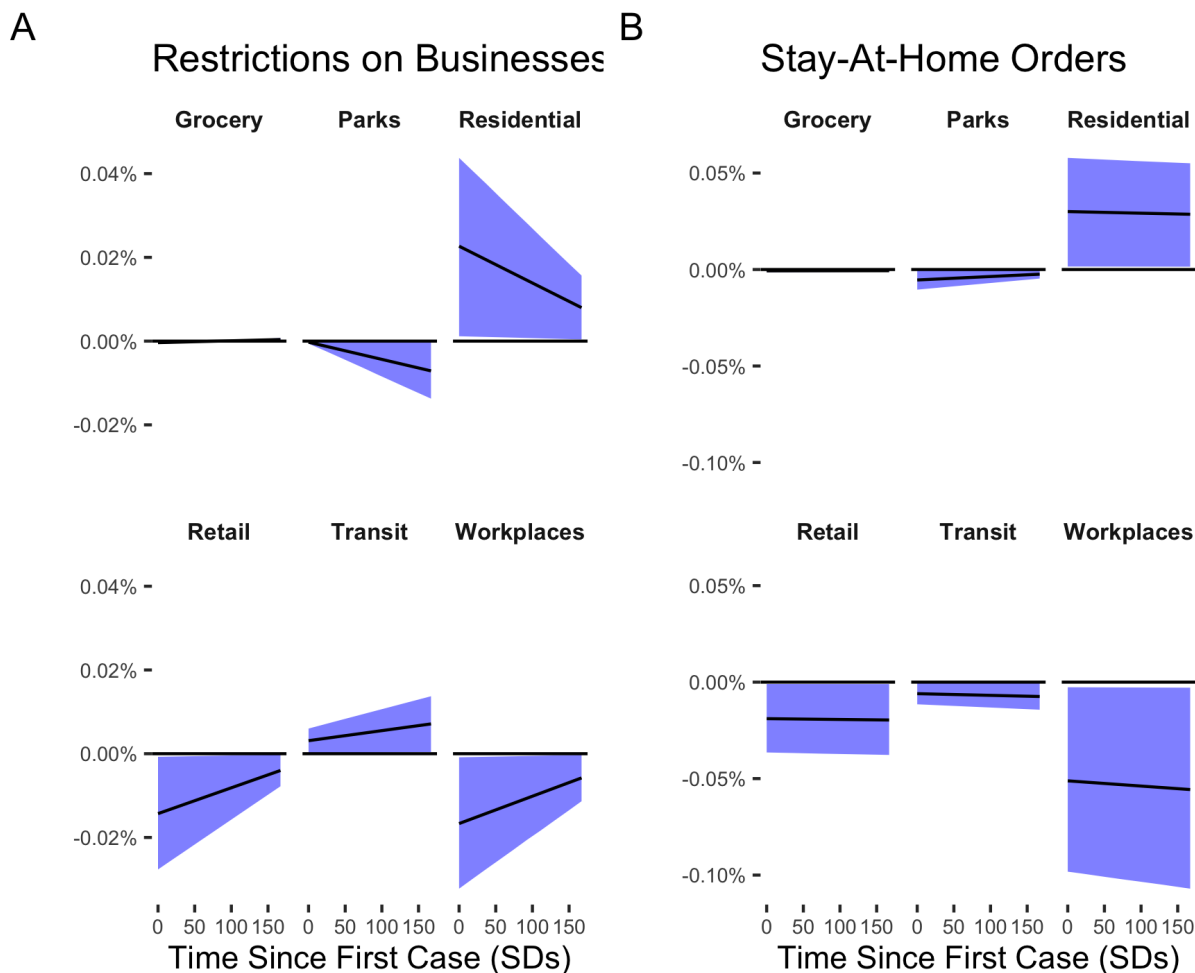 A
Restrictions on Businesses
Grocery Parks Residential
0.04%
0.02%
0.00%
-0.02%
Retail Transit Workplaces
0.04%
0.02%
0.00%
-0.02%
0 50 100 150 0 50 100 150 0 50 100 150
Time Since First Case (SDs)
B
Stay-At-Home Orders
Grocery Parks Residential
0.05%
0.00%
-0.05%
-0.10%
Retail Transit Workplaces
0.05%
0.00%
-0.05%
-0.10%
0 50 100 150 0 50 100 150 0 50 100 150
Time Since First Case (SDs)